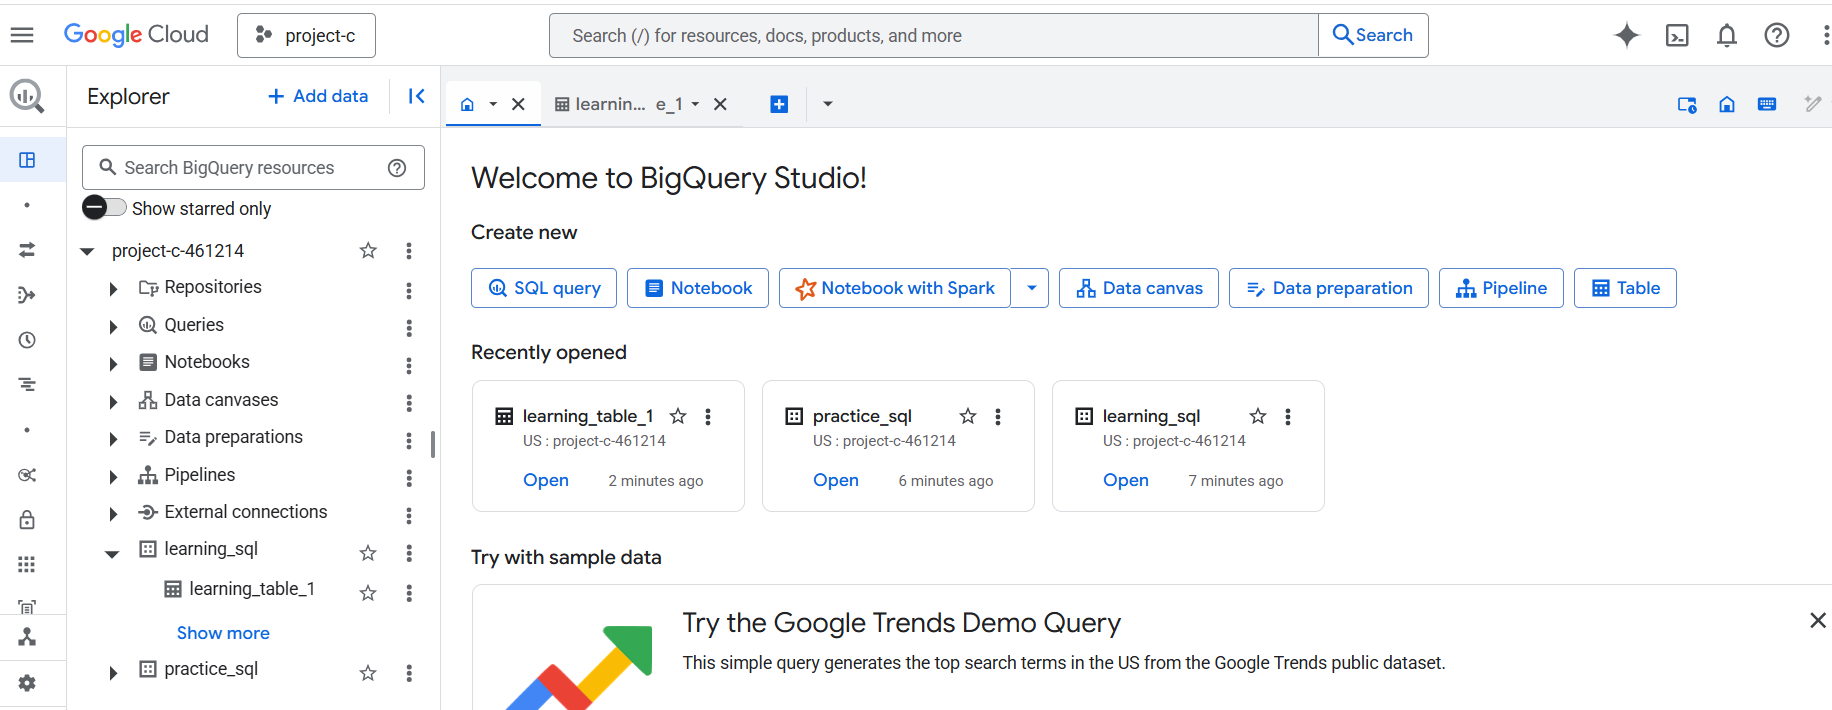 Google Cloud
project-c
Search (/) for resources, docs, products, and more
Search
Explorer
Add data
learnin... e_1
Search BigQuery resources
Show starred only
project-c-461214
Repositories
Queries
Notebooks
Data canvases
Data preparations
Pipelines
External connections
learning_sql
learning_table_1
Show more
practice_sql
Welcome to BigQuery Studio!
Create new
SQL query
Notebook
Notebook with Spark
Data canvas
Data preparation
Pipeline
Table
Recently opened
learning_table_1
US : project-c-461214
Open 2 minutes ago
practice_sql
US : project-c-461214
Open 6 minutes ago
learning_sql
US : project-c-461214
Open 7 minutes ago
Try with sample data
Try the Google Trends Demo Query
This simple query generates the top search terms in the US from the Google Trends public dataset.